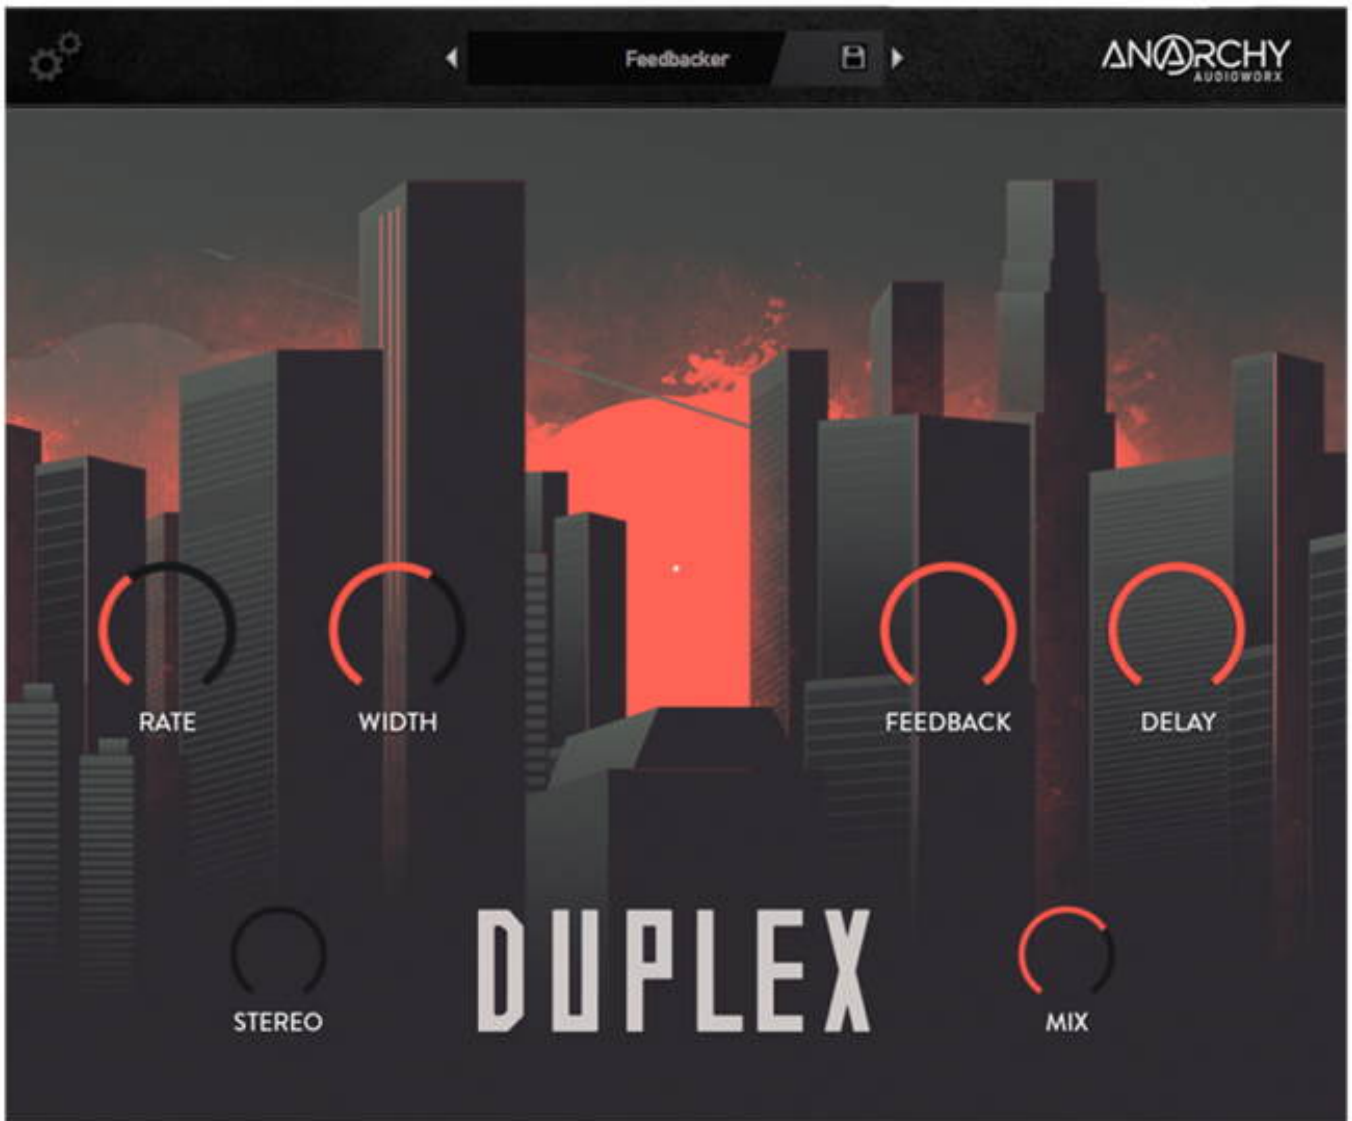 Feedbacker
ANARCHY
AUDIOWORX
RATE
WIDTH
FEEDBACK
DELAY
DUPLEX
STEREO
MIX